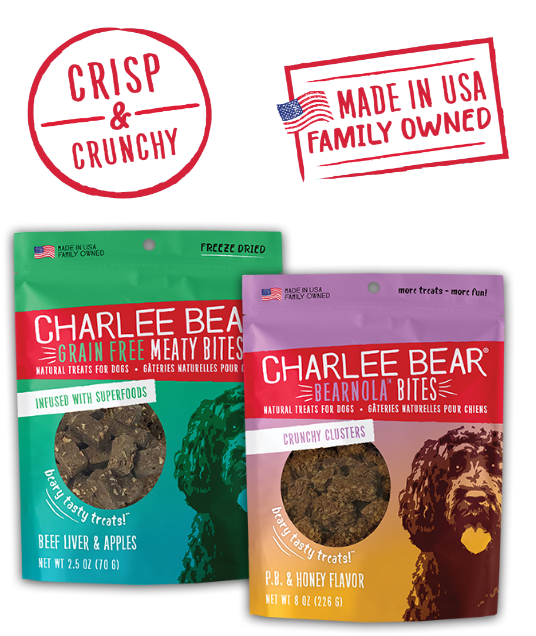 CRISP
&
CRUNCHY
MADE IN USA
FAMILY OWNED
MADE IN USA
FAMILY OWNED
FREEZE DRIED
CHARLEE BEA
GRAIN FREE MEATY BITES
NATURAL TREATS FOR DOGS • GÂTERIES NATURELLES POUR C
INFUSED WITH SUPERFOODS
beary tasty treats!™
BEEF LIVER & APPLES
NET WT 2.5 OZ (70 G)
MADE IN USA
FAMILY OWNED
more treats - more fun!
CHARLEE BEAR®
BEARNOLA™ BITES
NATURAL TREATS FOR DOGS • GÂTERIES NATURELLES POUR CHIENS
CRUNCHY CLUSTERS
beary tasty treats!™
P.B. & HONEY FLAVOR
NET WT 8 OZ (226 G)